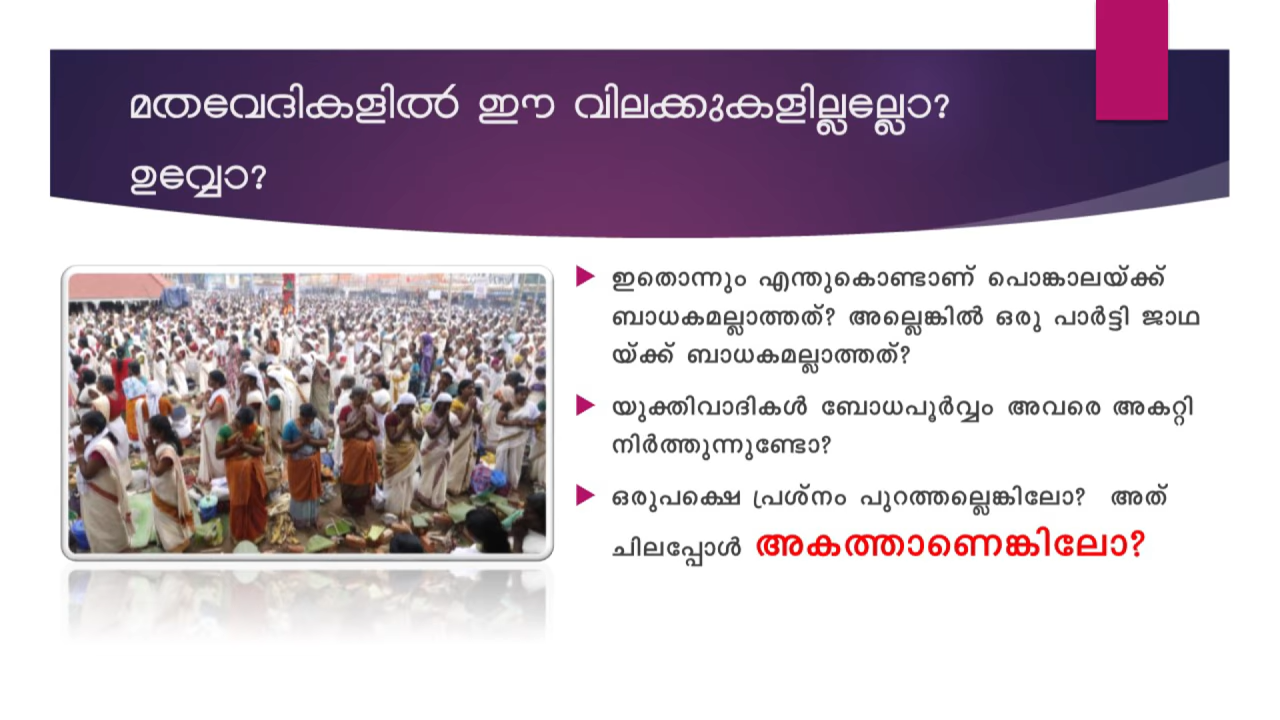 മതവേദികളിൽ ഈ വിലക്കുകളില്ലല്ലോ?
ഉവ്വോ?
ഇതൊന്നും എന്തുകൊണ്ടാണ് പൊങ്കാലയ്ക്ക്
ബാധകമല്ലാത്തത്? അല്ലെങ്കിൽ ഒരു പാർട്ടി ജാഥ
യ്ക്ക് ബാധകമല്ലാത്തത്?
യുക്തിവാദികൾ ബോധപൂർവ്വം അവരെ അകറ്റി
നിർത്തുന്നുണ്ടോ?
ഒരുപക്ഷെ പ്രശ്നം പുറത്തല്ലെങ്കിലോ? അത്
ചിലപ്പോൾ അകത്താണെങ്കിലോ?